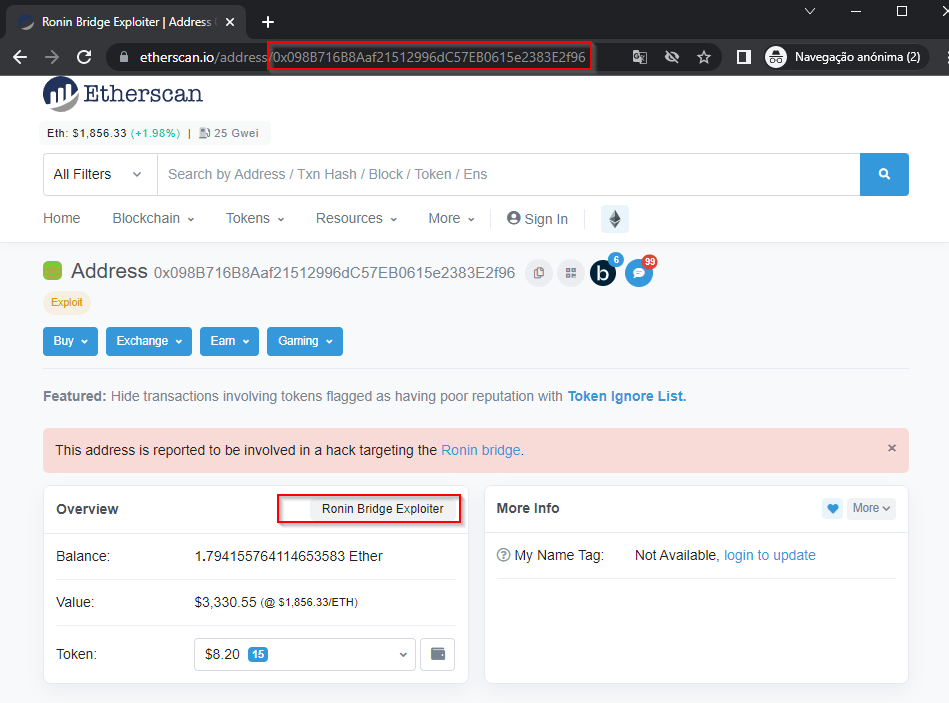 Ronin Bridge Exploiter | Address
etherscan.io/address/0x098B716B8Aaf21512996dC57EB0615e2383E2f96
Navegação anónima (2)
Etherscan
Eth: $1,856.33 (+1.98%) | 25 Gwei
All Filters
Search by Address / Txn Hash / Block / Token / Ens
Home Blockchain Tokens Resources More Sign In
Address 0x098B716B8Aaf21512996dC57EB0615e2383E2f96 b 6 99
Exploit
Buy Exchange Earn Gaming
Featured: Hide transactions involving tokens flagged as having poor reputation with Token Ignore List.
This address is reported to be involved in a hack targeting the Ronin bridge.
Overview Ronin Bridge Exploiter
Balance: 1.794155764114653583 Ether
Value: $3,330.55 (@ $1,856.33/ETH)
Token: $8.20 15
More Info More
My Name Tag: Not Available, login to update